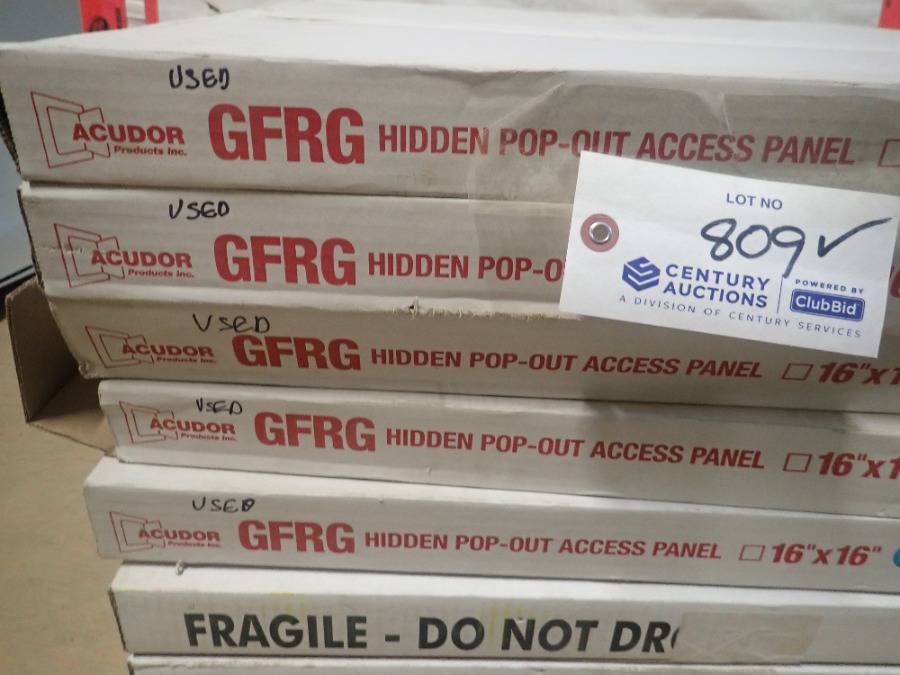 USED
ACUDOR
Products Inc.
GFRG HIDDEN POP-OUT ACCESS PANEL
LOT NO
809
CENTURY
AUCTIONS
A DIVISION OF CENTURY SERVICES
POWERED BY
ClubBid
USED
ACUDOR
Products Inc.
GFRG HIDDEN POP-O
USED
ACUDOR
Products Inc.
GFRG HIDDEN POP-OUT ACCESS PANEL 16"x1
USED
ACUDOR
Products Inc.
GFRG HIDDEN POP-OUT ACCESS PANEL 16"x1
USED
ACUDOR
Products Inc.
GFRG HIDDEN POP-OUT ACCESS PANEL 16"x16"
FRAGILE - DO NOT DR